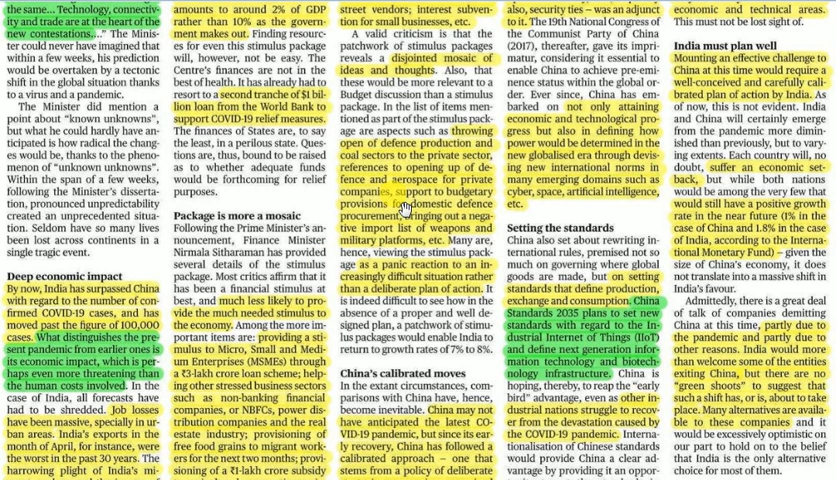 the same... Technology, connectiv-
ity and trade are at the heart of the
new contestations....” The Minis-
ter could never have imagined that
within a few weeks, his prediction
would be overtaken by a tectonic
shift in the global situation thanks
to a virus and a pandemic.
The Minister did mention a
point about “known unknowns”,
but what he could hardly have an-
ticipated is how radical the chang-
es would be, thanks to the pheno-
menon of “unknown unknowns”.
Within the span of a few weeks,
following the Minister's disserta-
tion, pronounced unpredictability
created an unprecedented situa-
tion. Seldom have so many lives
been lost across continents in a
single tragic event.
Deep economic impact
By now, India has surpassed China
with regard to the number of con-
firmed COVID-19 cases, and has
moved past the figure of 100,000
cases. What distinguishes the pre-
sent pandemic from earlier ones is
its economic impact, which is per-
haps even more threatening than
the human costs involved. In the
case of India, all forecasts have
had to be shredded. Job losses
have been massive, specially in ur-
ban areas. India's exports in the
month of April, for instance, were
the worst in the past 30 years. The
harrowing plight of India's mi-
amounts to around 2% of GDP
rather than 10% as the govern-
ment makes out. Finding resourc-
es for even this stimulus package
will, however, not be easy. The
Centre's finances are not in the
best of health. It has already had to
resort to a second tranche of $1 bil-
lion loan from the World Bank to
support COVID-19 relief measures.
The finances of States are, to say
the least, in a perilous state. Ques-
tions are, thus, bound to be raised
as to whether adequate funds
would be forthcoming for relief
purposes.
Package is more a mosaic
Following the Prime Minister's an-
nouncement, Finance Minister
Nirmala Sitharaman has provided
several details of the stimulus
package. Most critics affirm that it
has been a financial stimulus at
best, and much less likely to pro-
vide the much needed stimulus to
the economy. Among the more im-
portant items are: providing a sti-
mulus to Micro, Small and Medi-
um Enterprises (MSMEs) through
a ₹3-lakh crore loan scheme; help-
ing other stressed business sectors
such as non-banking financial
companies, or NBFCs, power dis-
tribution companies and the real
estate industry; provisioning of
free food grains to migrant work-
ers for the next two months; provi-
sioning of a ₹1-lakh crore subsidy
street vendors; interest subven-
tion for small businesses, etc.
A valid criticism is that the
patchwork of stimulus packages
reveals a disjointed mosaic of
ideas and thoughts. Also, that
these would be more relevant to a
Budget discussion than a stimulus
package. In the list of items men-
tioned as part of the stimulus pack-
age are aspects such as throwing
open of defence production and
coal sectors to the private sector,
references to opening up of de-
fence and aerospace for private
companies, support to budgetary
provisions for domestic defence
procurement, bringing out a nega-
tive import list of weapons and
military platforms, etc. Many are,
hence, viewing the stimulus pack-
age as a panic reaction to an in-
creasingly difficult situation rather
than a deliberate plan of action. It
is indeed difficult to see how in the
absence of a proper and well de-
signed plan, a patchwork of stimu-
lus packages would enable India to
return to growth rates of 7% to 8%.
China's calibrated moves
In the extant circumstances, com-
parisons with China have, hence,
become inevitable. China may not
have anticipated the latest CO-
VID-19 pandemic, but since its ear-
ly recovery, China has followed a
calibrated approach – one that
stems from a policy of deliberate
also, security ties – was an adjunct
to it. The 19th National Congress of
the Communist Party of China
(2017), thereafter, gave its impri-
matur, considering it essential to
enable China to achieve pre-emi-
nence status within the global or-
der. Ever since, China has em-
barked on not only attaining
economic and technological pro-
gress but also in defining how
power would be determined in the
new globalised era through devis-
ing new international norms in
many emerging domains such as
cyber, space, artificial intelligence,
etc.
Setting the standards
China also set about rewriting in-
ternational rules, premised not so
much on governing where global
goods are made, but on setting
standards that define production,
exchange and consumption. China
Standards 2035 plans to set new
standards with regard to the In-
dustrial Internet of Things (IIoT)
and define next generation infor-
mation technology and biotech-
nology infrastructure. China is
hoping, thereby, to reap the “early
bird” advantage, even as other in-
dustrial nations struggle to recov-
er from the devastation caused by
the COVID-19 pandemic. Interna-
tionalisation of Chinese standards
would provide China a clear ad-
vantage by providing it an oppor-
economic and technical areas.
This must not be lost sight of.
India must plan well
Mounting an effective challenge to
China at this time would require a
well-conceived and carefully cali-
brated plan of action by India. As
of now, this is not evident. India
and China will certainly emerge
from the pandemic more dimin-
ished than previously, but to vary-
ing extents. Each country will, no
doubt, suffer an economic set-
back, but while both nations
would be among the very few that
would still have a positive growth
rate in the near future (1% in the
case of China and 1.8% in the case
of India, according to the Interna-
tional Monetary Fund) – given the
size of China's economy, it does
not translate into a massive shift in
India's favour.
Admittedly, there is a great deal
of talk of companies demitting
China at this time, partly due to
the pandemic and partly due to
other reasons. India would more
than welcome some of the entities
exiting China, but there are no
“green shoots” to suggest that
such a shift has, or is, about to take
place. Many alternatives are availa-
ble to these companies and it
would be excessively optimistic on
our part to hold on to the belief
that India is the only alternative
choice for most of them.